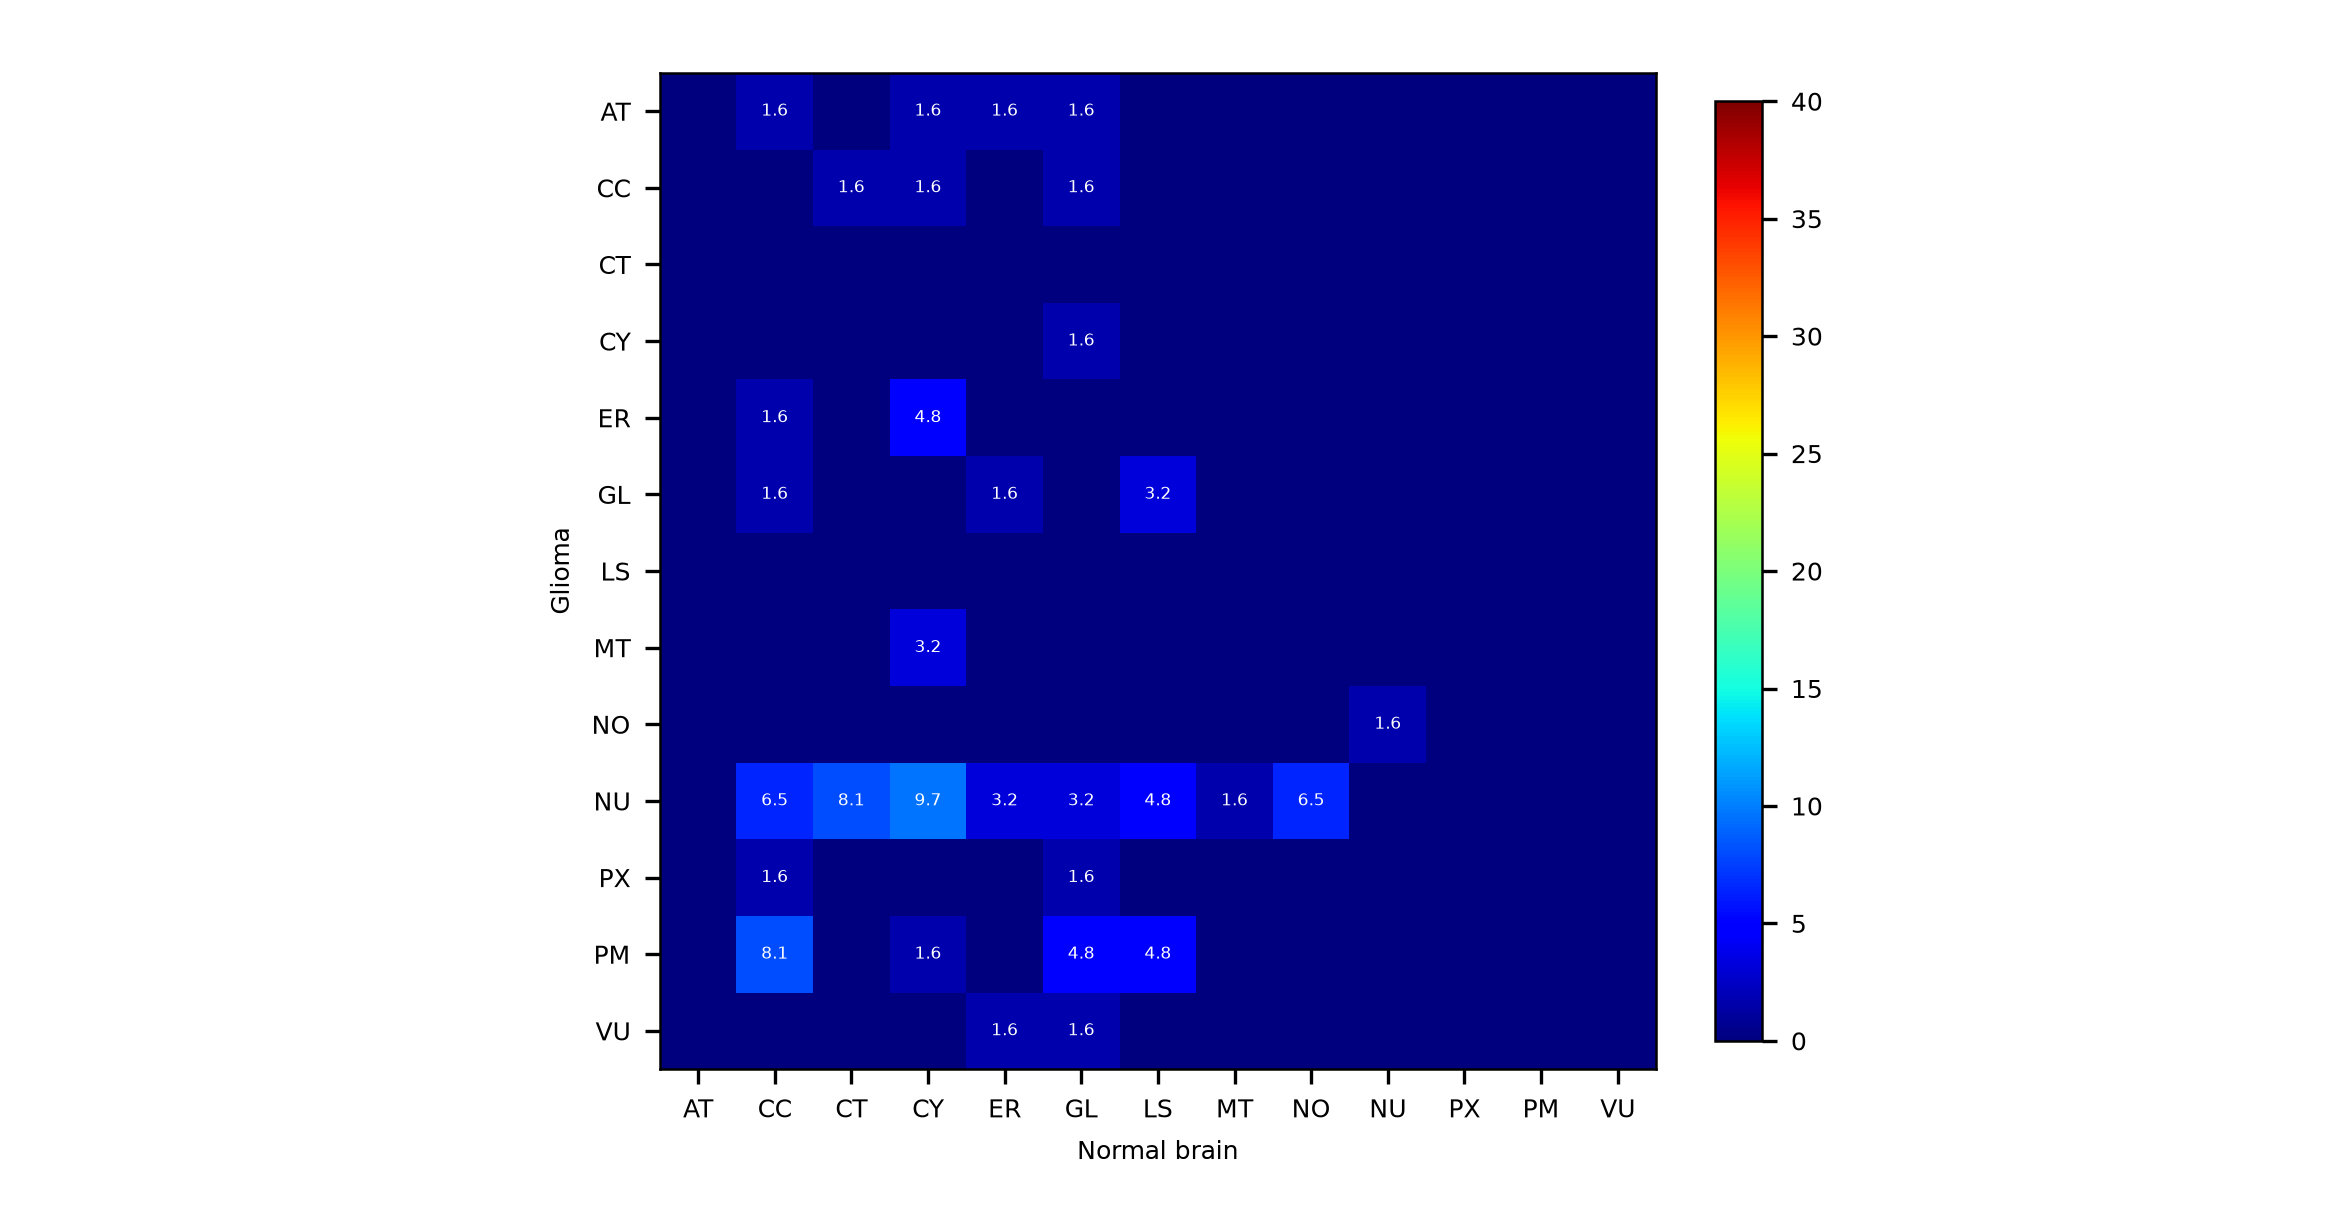 AT 1.6 1.6 1.6 1.6
CC 1.6 1.6 1.6
CT
CY 1.6
ER 1.6 4.8
GL 1.6 1.6 3.2
LS
MT 3.2
NO 1.6
NU 6.5 8.1 9.7 3.2 3.2 4.8 1.6 6.5
PX 1.6 1.6
PM 8.1 1.6 4.8 4.8
VU 1.6 1.6
Glioma
AT CC CT CY ER GL LS MT NO NU PX PM VU
Normal brain
40
35
30
25
20
15
10
5
0